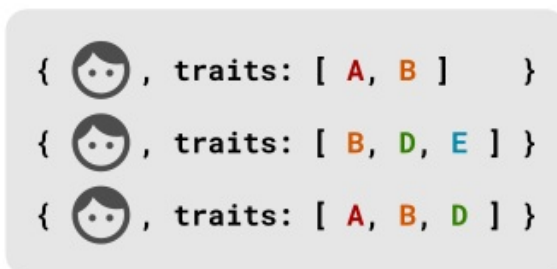 { , traits: [ A, B ] }
{ , traits: [ B, D, E ] }
{ , traits: [ A, B, D ] }